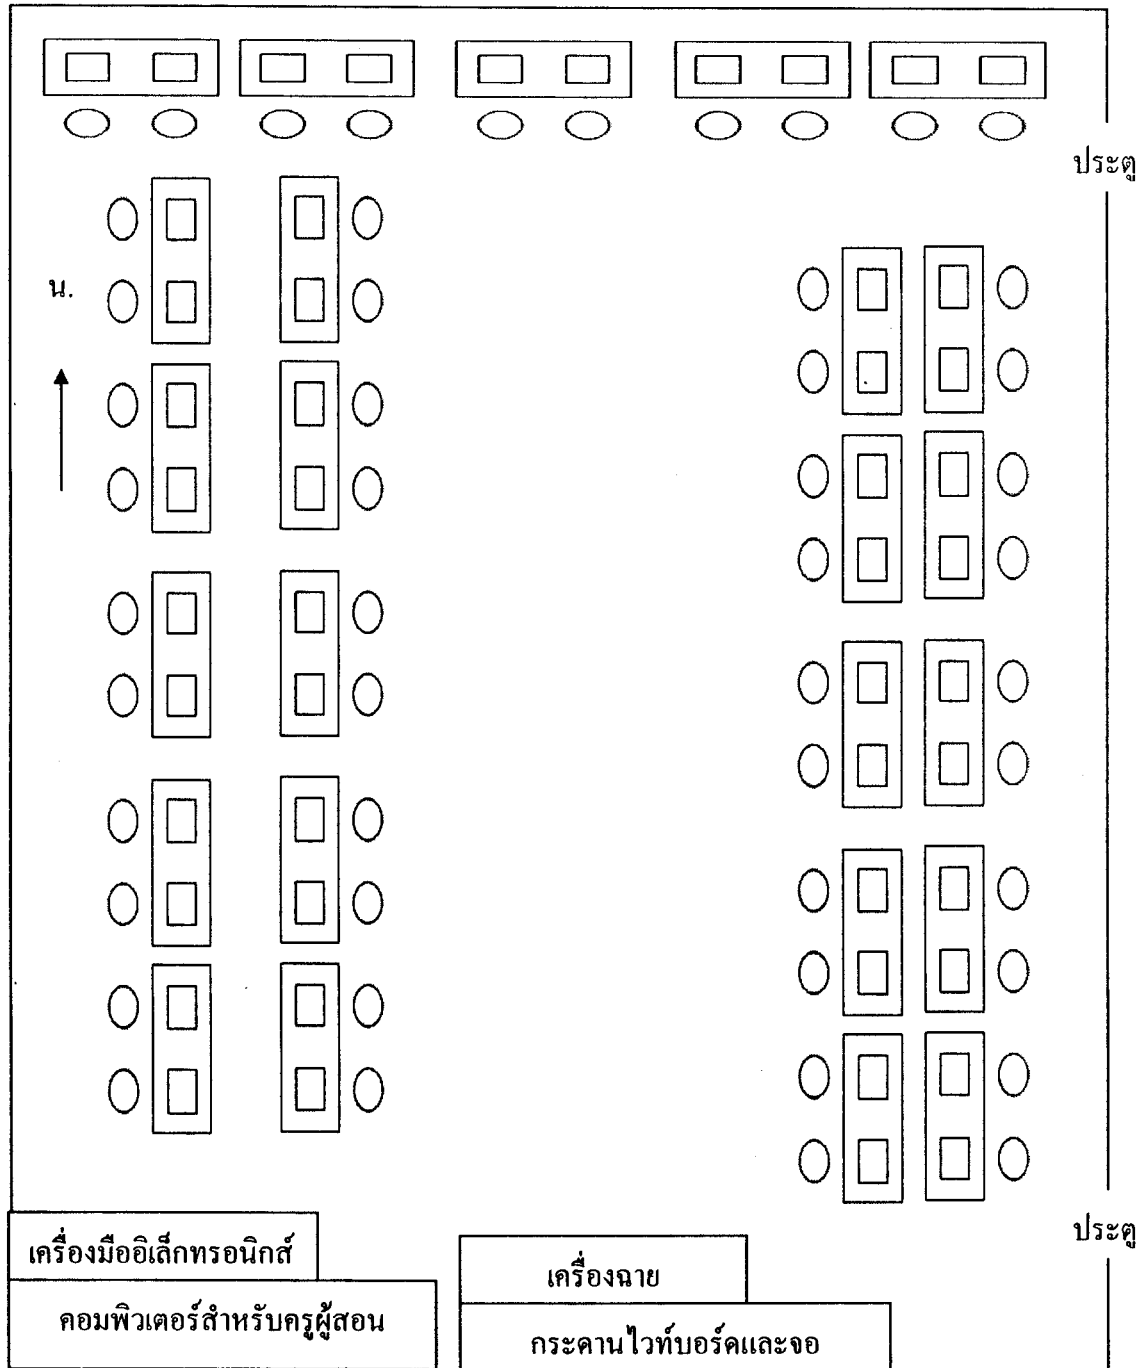 ประตู
น.
ประตู
เครื่องมืออิเล็กทรอนิกส์
เครื่องฉาย
คอมพิวเตอร์สำหรับครูผู้สอน
กระดานไวท์บอร์ดและจอ